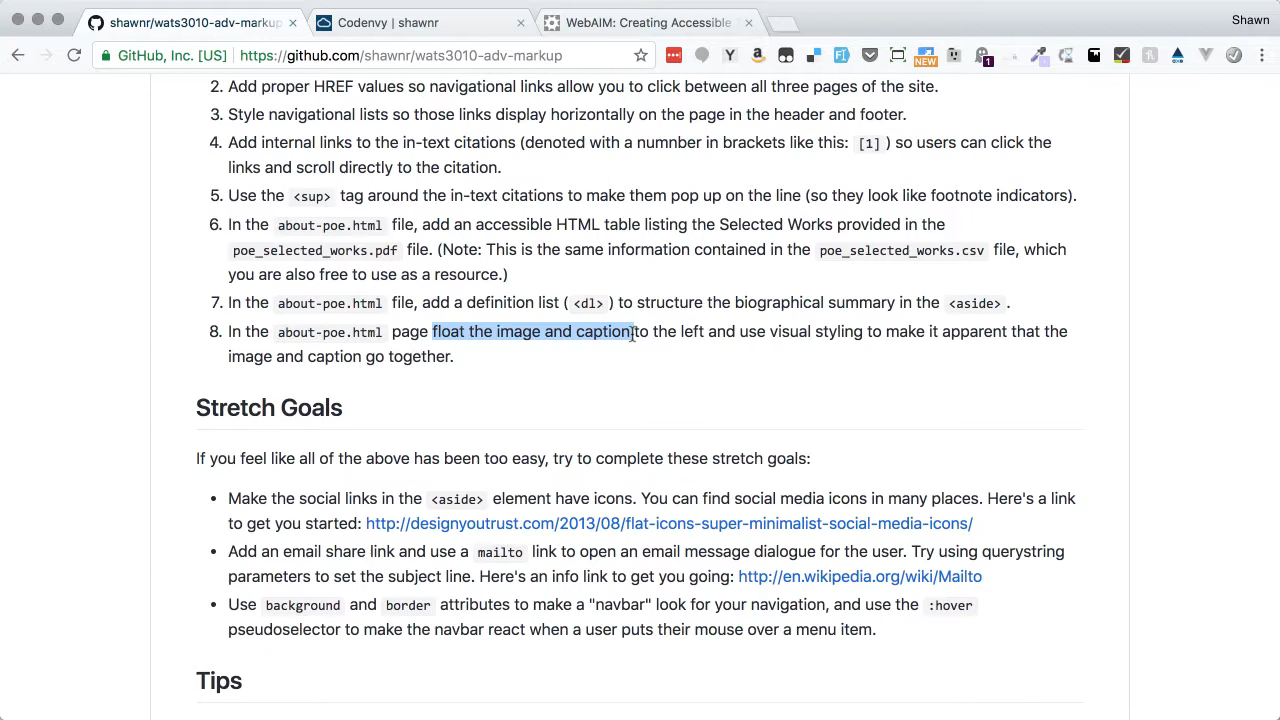 shawnr/wats3010-adv-markup
Codenvy | shawnr
WebAIM: Creating Accessible
Shawn
GitHub, Inc. [US]
https://github.com/shawnr/wats3010-adv-markup
2. Add proper HREF values so navigational links allow you to click between all three pages of the site.
3. Style navigational lists so those links display horizontally on the page in the header and footer.
4. Add internal links to the in-text citations (denoted with a numnber in brackets like this: [1] ) so users can click the
links and scroll directly to the citation.
5. Use the <sup> tag around the in-text citations to make them pop up on the line (so they look like footnote indicators).
6. In the about-poe.html file, add an accessible HTML table listing the Selected Works provided in the
poe_selected_works.pdf file. (Note: This is the same information contained in the poe_selected_works.csv file, which
you are also free to use as a resource.)
7. In the about-poe.html file, add a definition list ( <dl> ) to structure the biographical summary in the <aside> .
8. In the about-poe.html page float the image and caption to the left and use visual styling to make it apparent that the
image and caption go together.
Stretch Goals
If you feel like all of the above has been too easy, try to complete these stretch goals:
• Make the social links in the <aside> element have icons. You can find social media icons in many places. Here's a link
to get you started: http://designyoutrust.com/2013/08/flat-icons-super-minimalist-social-media-icons/
• Add an email share link and use a mailto link to open an email message dialogue for the user. Try using querystring
parameters to set the subject line. Here's an info link to get you going: http://en.wikipedia.org/wiki/Mailto
• Use background and border attributes to make a "navbar" look for your navigation, and use the :hover
pseudoselector to make the navbar react when a user puts their mouse over a menu item.
Tips